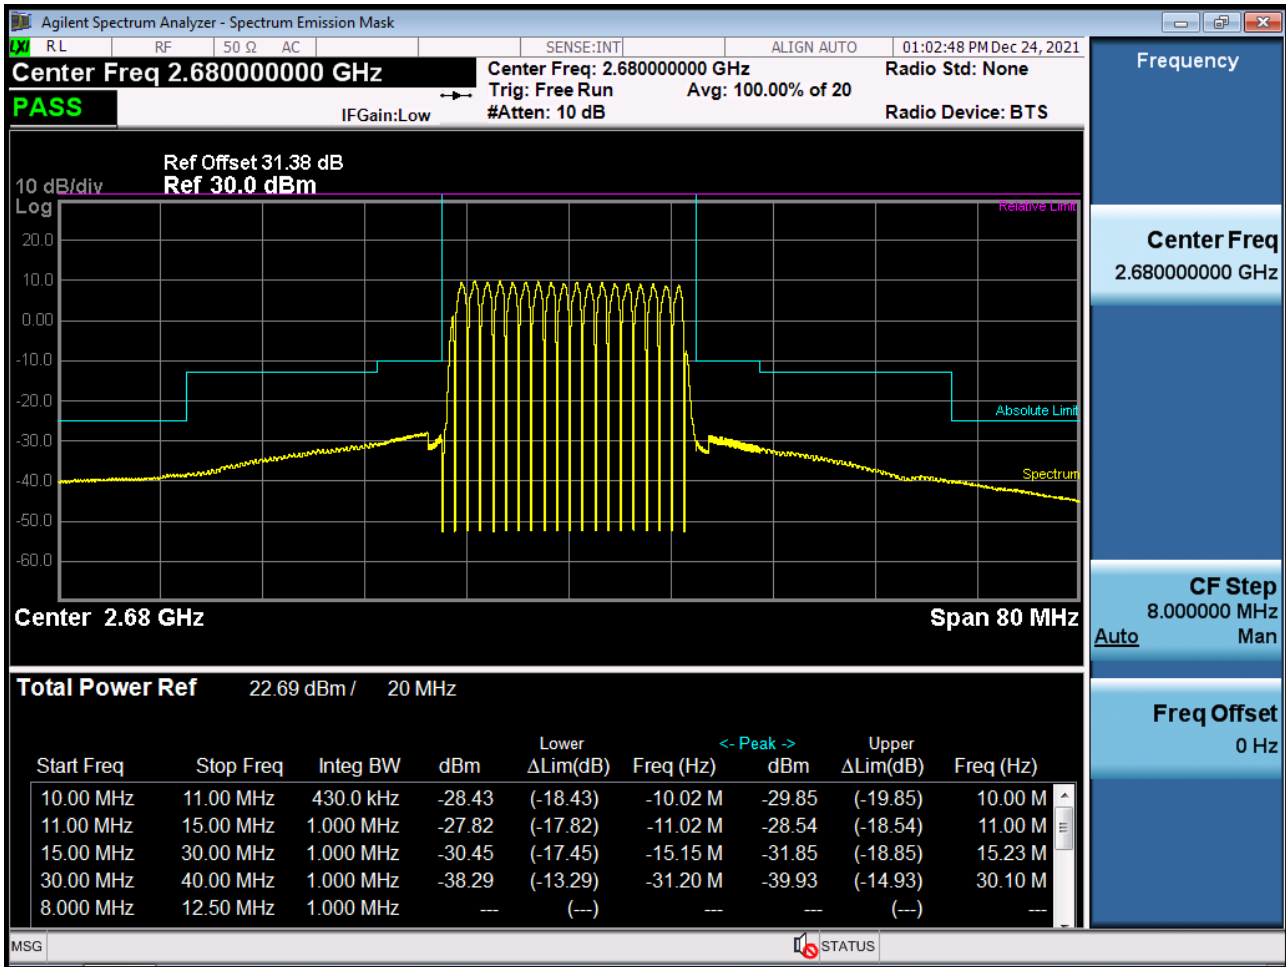 Agilent Spectrum Analyzer - Spectrum Emission Mask
LXI RL RF 50 Ω AC SENSE:INT ALIGN AUTO 01:02:48 PM Dec 24, 2021
Center Freq 2.680000000 GHz
Center Freq: 2.680000000 GHz Radio Std: None
Trig: Free Run Avg: 100.00% of 20
PASS
IFGain:Low #Atten: 10 dB Radio Device: BTS
Frequency
Ref Offset 31.38 dB
10 dB/div Ref 30.0 dBm
Log
Relative Limit
20.0
10.0
0.00
-10.0
-20.0
Absolute Limit
-30.0
-40.0
Spectrum
-50.0
-60.0
Center 2.68 GHz Span 80 MHz
Center Freq
2.680000000 GHz
CF Step
8.000000 MHz
Auto Man
Freq Offset
0 Hz
Total Power Ref 22.69 dBm / 20 MHz
Lower <- Peak -> Upper
Start Freq Stop Freq Integ BW dBm ΔLim(dB) Freq (Hz) dBm ΔLim(dB) Freq (Hz)
10.00 MHz 11.00 MHz 430.0 kHz -28.43 (-18.43) -10.02 M -29.85 (-19.85) 10.00 M
11.00 MHz 15.00 MHz 1.000 MHz -27.82 (-17.82) -11.02 M -28.54 (-18.54) 11.00 M
15.00 MHz 30.00 MHz 1.000 MHz -30.45 (-17.45) -15.15 M -31.85 (-18.85) 15.23 M
30.00 MHz 40.00 MHz 1.000 MHz -38.29 (-13.29) -31.20 M -39.93 (-14.93) 30.10 M
8.000 MHz 12.50 MHz 1.000 MHz --- (---) --- --- (---) ---
MSG STATUS